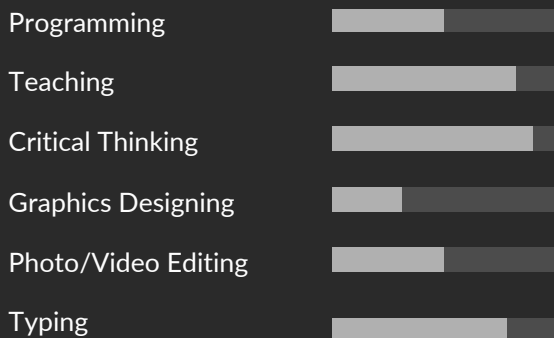 Programming
Teaching
Critical Thinking
Graphics Designing
Photo/Video Editing
Typing